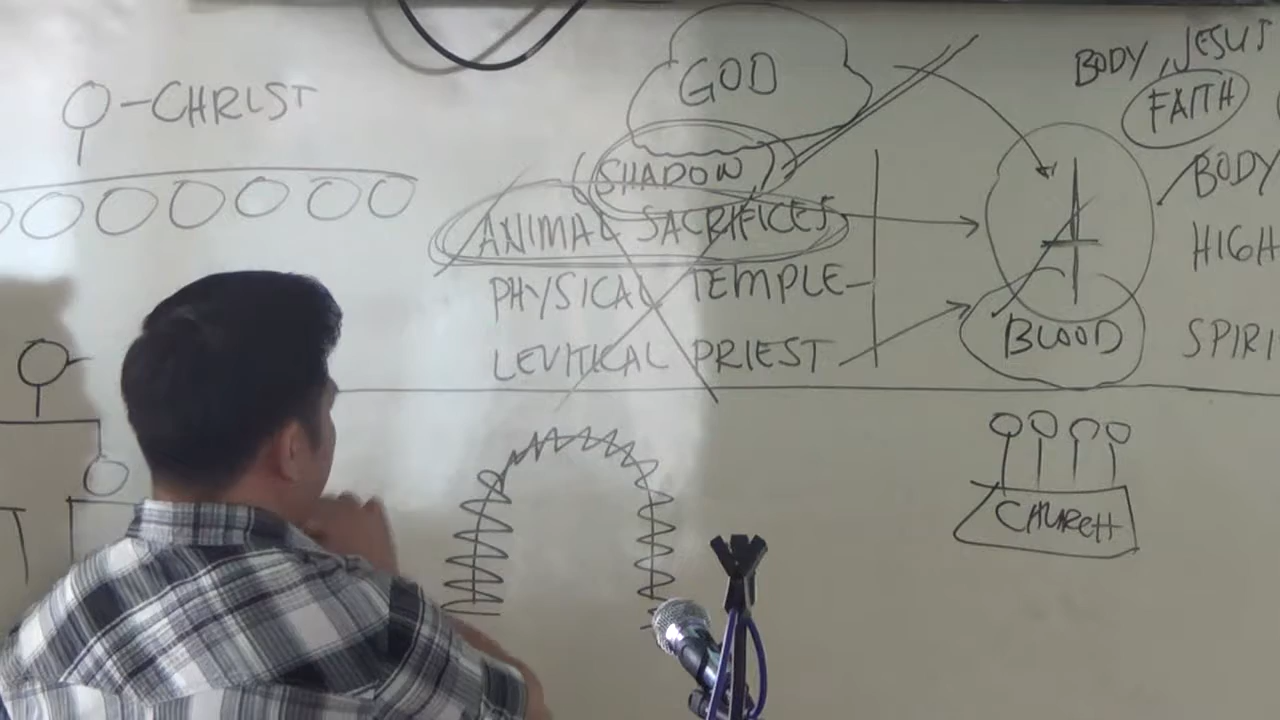 -CHRIST
GOD
(SHADOW)
ANIMAL SACRIFICES
PHYSICAL TEMPLE-
LEVITICAL PRIEST
BODY, JESUS
FAITH
BODY
HIGH
SPIRI
BLOOD
CHURCH